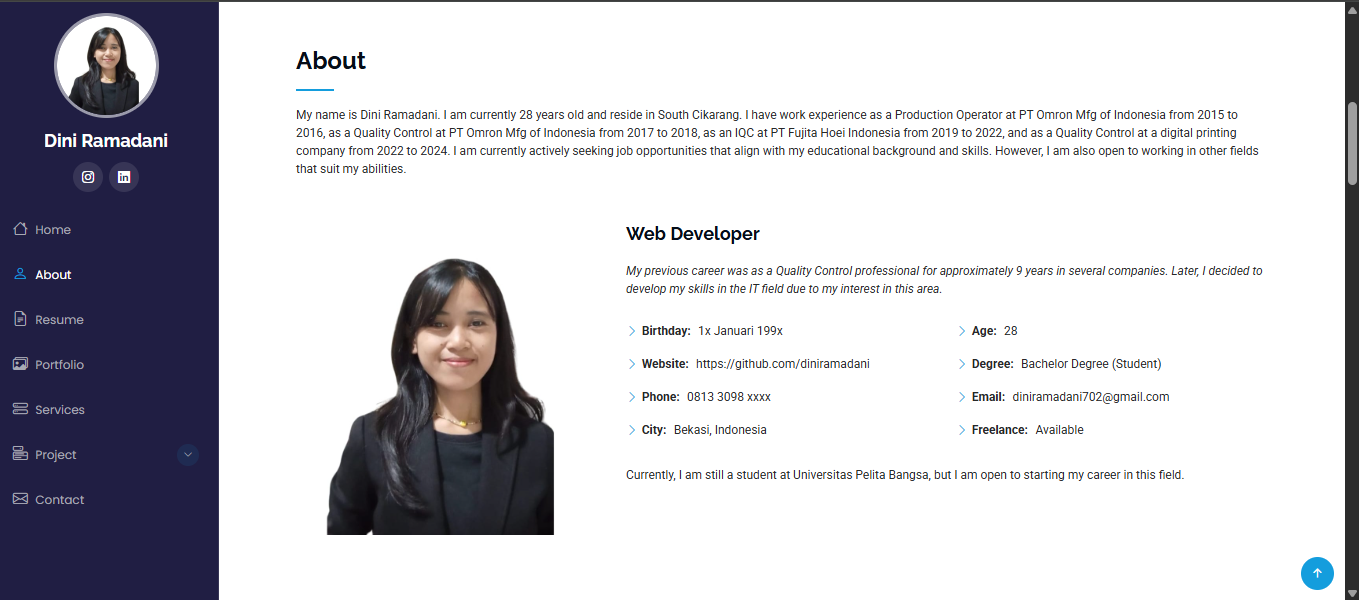 Dini Ramadani
Home
About
Resume
Portfolio
Services
Project
Contact
About
My name is Dini Ramadani. I am currently 28 years old and reside in South Cikarang. I have work experience as a Production Operator at PT Omron Mfg of Indonesia from 2015 to
2016, as a Quality Control at PT Omron Mfg of Indonesia from 2017 to 2018, as an IQC at PT Fujita Hoei Indonesia from 2019 to 2022, and as a Quality Control at a digital printing
company from 2022 to 2024. I am currently actively seeking job opportunities that align with my educational background and skills. However, I am also open to working in other fields
that suit my abilities.
Web Developer
My previous career was as a Quality Control professional for approximately 9 years in several companies. Later, I decided to
develop my skills in the IT field due to my interest in this area.
Birthday: 1x Januari 199x
Age: 28
Website: https://github.com/diniramadani
Degree: Bachelor Degree (Student)
Phone: 0813 3098 xxxx
Email: diniramadani702@gmail.com
City: Bekasi, Indonesia
Freelance: Available
Currently, I am still a student at Universitas Pelita Bangsa, but I am open to starting my career in this field.